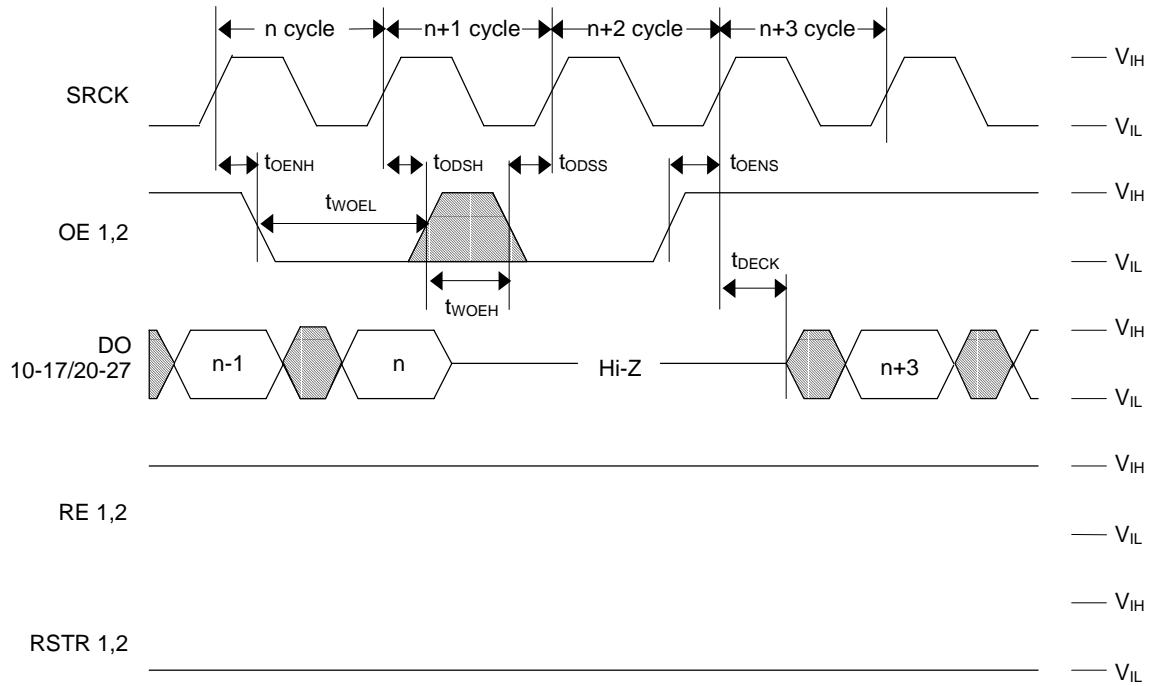 n cycle n+1 cycle n+2 cycle n+3 cycle
SRCK
VIH
VIL
tOENH tODSH tODSS tOENS
OE 1,2
tWOEL
VIH
VIL
tWOEH
tDECK
DO
10-17/20-27
n-1 n Hi-Z n+3
VIH
VIL
RE 1,2
VIH
VIL
RSTR 1,2
VIH
VIL